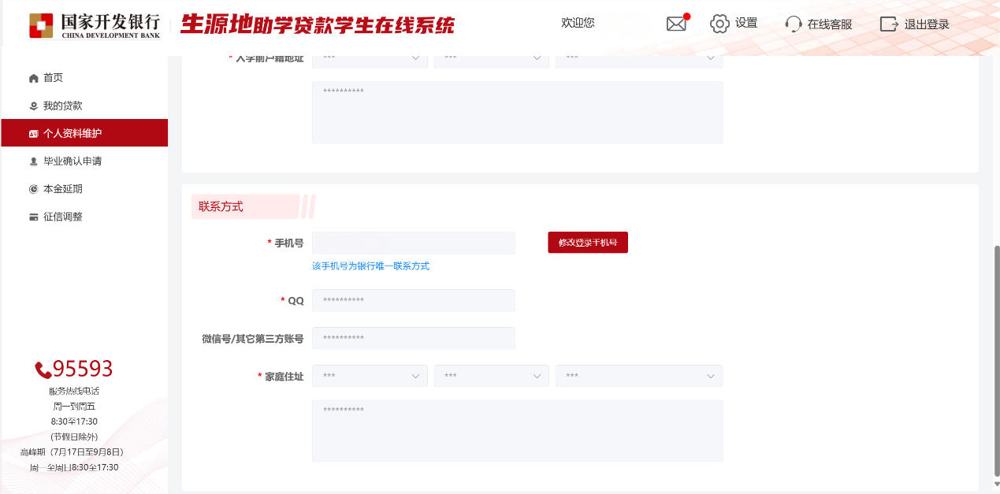 国家开发银行
CHINA DEVELOPMENT BANK
生源地助学贷款学生在线系统
欢迎您
设置
在线客服
退出登录
首页
我的贷款
个人资料维护
毕业确认申请
本金延期
征信调整
95593
服务热线电话
周一到周五
8:30至17:30
(节假日除外)
高峰期（7月17日至9月8日）
周一至周日8:30至17:30
* 入学前户籍地址
***
***
***
**********
联系方式
* 手机号
修改登录手机号
该手机号为银行唯一联系方式
* QQ
**********
微信号/其它第三方账号
**********
* 家庭住址
***
***
***
**********